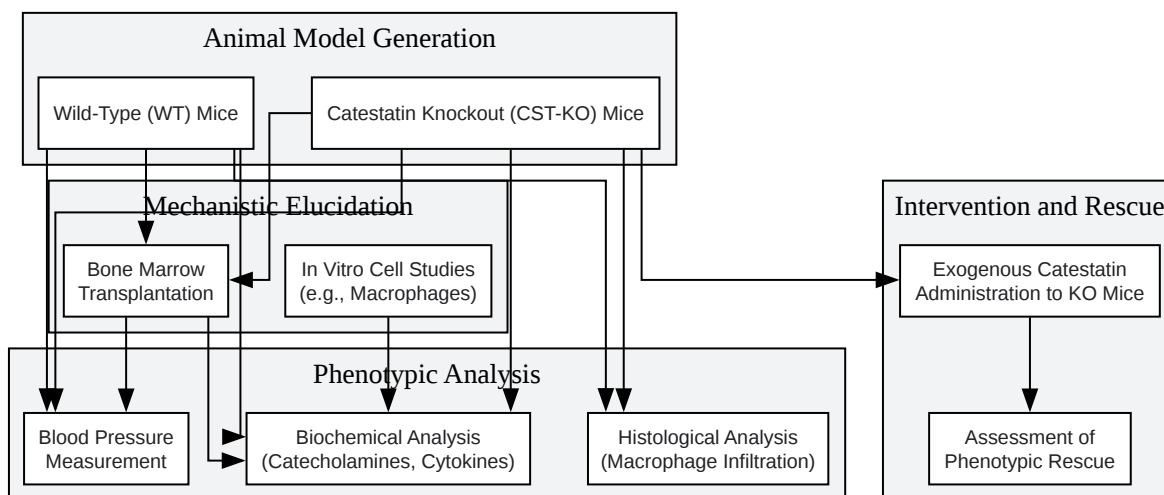 Animal Model Generation
Wild-Type (WT) Mice
Catestatin Knockout (CST-KO) Mice
Mechanistic Elucidation
Intervention and Rescue
Bone Marrow
Transplantation
In Vitro Cell Studies
(e.g., Macrophages)
Exogenous Catestatin
Administration to KO Mice
Phenotypic Analysis
Blood Pressure
Measurement
Biochemical Analysis
(Catecholamines, Cytokines)
Histological Analysis
(Macrophage Infiltration)
Assessment of
Phenotypic Rescue